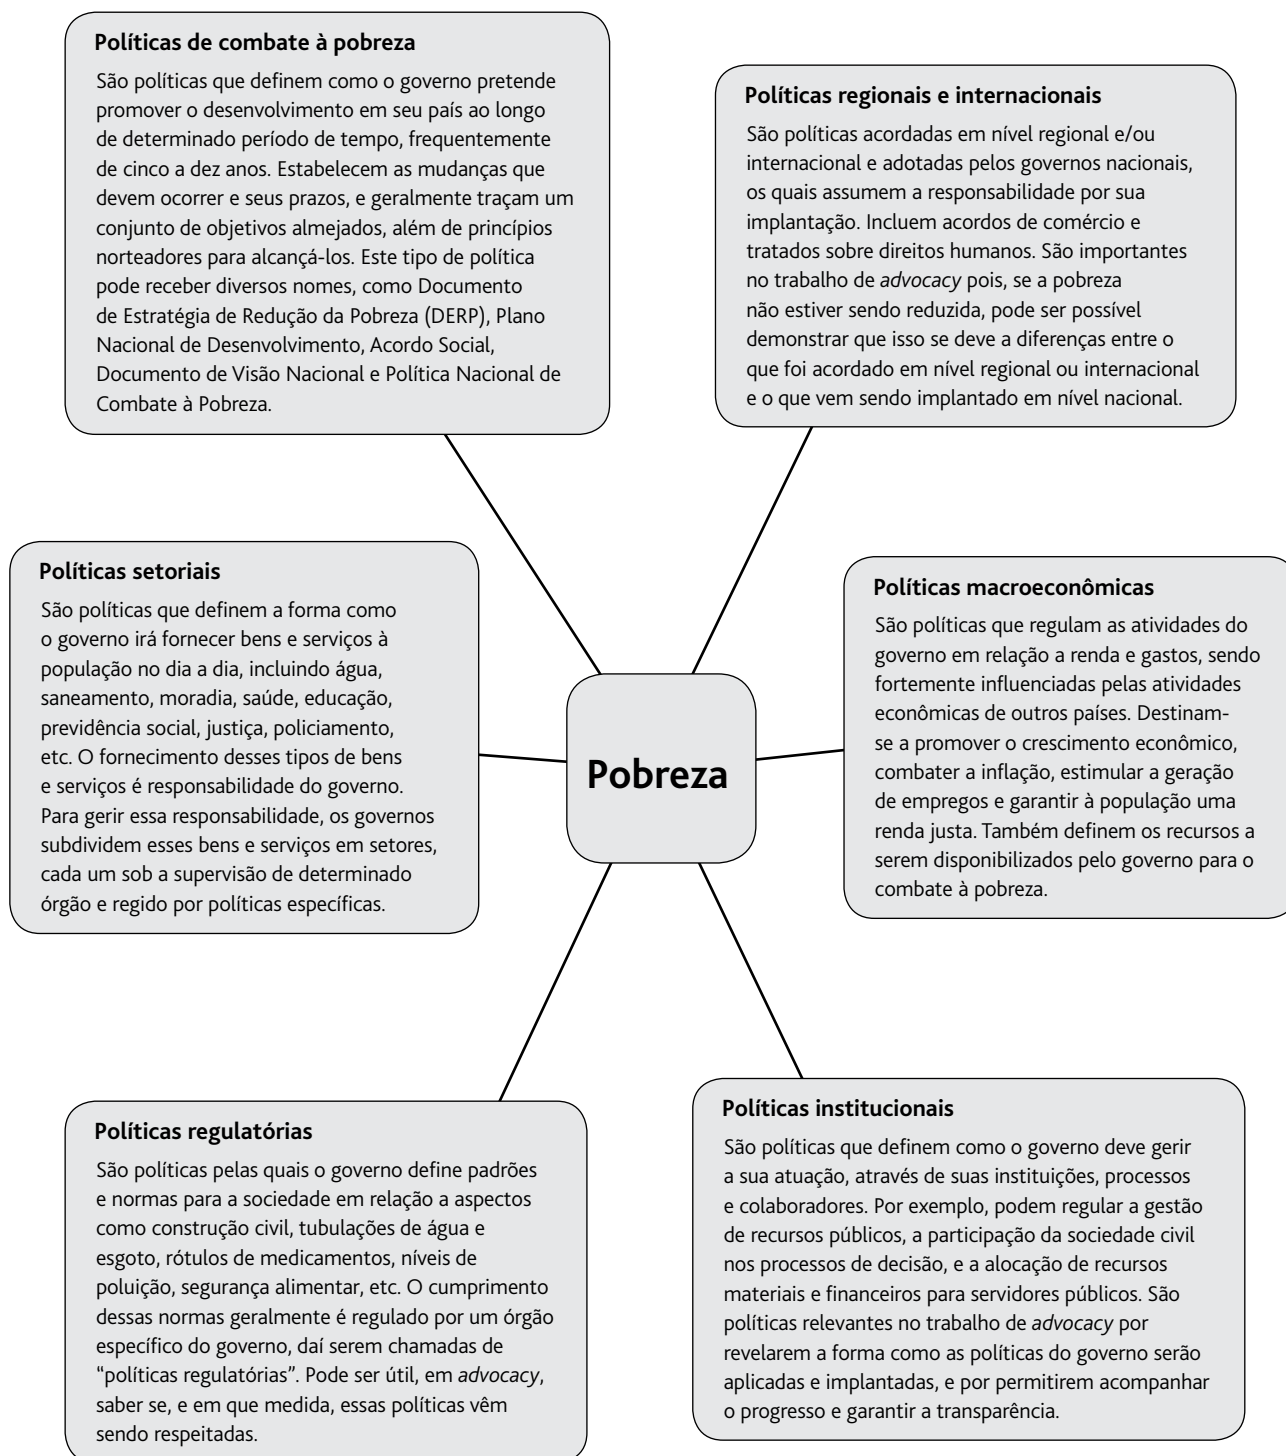 Políticas de combate à pobreza
São políticas que definem como o governo pretende
promover o desenvolvimento em seu país ao longo
de determinado período de tempo, frequentemente
de cinco a dez anos. Estabelecem as mudanças que
devem ocorrer e seus prazos, e geralmente traçam um
conjunto de objetivos almejados, além de princípios
norteadores para alcançá-los. Este tipo de política
pode receber diversos nomes, como Documento
de Estratégia de Redução da Pobreza (DERP), Plano
Nacional de Desenvolvimento, Acordo Social,
Documento de Visão Nacional e Política Nacional de
Combate à Pobreza.
Políticas regionais e internacionais
São políticas acordadas em nível regional e/ou
internacional e adotadas pelos governos nacionais,
os quais assumem a responsabilidade por sua
implantação. Incluem acordos de comércio e
tratados sobre direitos humanos. São importantes
no trabalho de advocacy pois, se a pobreza
não estiver sendo reduzida, pode ser possível
demonstrar que isso se deve a diferenças entre o
que foi acordado em nível regional ou internacional
e o que vem sendo implantado em nível nacional.
Políticas setoriais
São políticas que definem a forma como
o governo irá fornecer bens e serviços à
população no dia a dia, incluindo água,
saneamento, moradia, saúde, educação,
previdência social, justiça, policiamento,
etc. O fornecimento desses tipos de bens
e serviços é responsabilidade do governo.
Para gerir essa responsabilidade, os governos
subdividem esses bens e serviços em setores,
cada um sob a supervisão de determinado
órgão e regido por políticas específicas.
Pobreza
Políticas macroeconômicas
São políticas que regulam as atividades do
governo em relação a renda e gastos, sendo
fortemente influenciadas pelas atividades
econômicas de outros países. Destinam-
se a promover o crescimento econômico,
combater a inflação, estimular a geração
de empregos e garantir à população uma
renda justa. Também definem os recursos a
serem disponibilizados pelo governo para o
combate à pobreza.
Políticas regulatórias
São políticas pelas quais o governo define padrões
e normas para a sociedade em relação a aspectos
como construção civil, tubulações de água e
esgoto, rótulos de medicamentos, níveis de
poluição, segurança alimentar, etc. O cumprimento
dessas normas geralmente é regulado por um órgão
específico do governo, daí serem chamadas de
“políticas regulatórias”. Pode ser útil, em advocacy,
saber se, e em que medida, essas políticas vêm
sendo respeitadas.
Políticas institucionais
São políticas que definem como o governo deve gerir
a sua atuação, através de suas instituições, processos
e colaboradores. Por exemplo, podem regular a gestão
de recursos públicos, a participação da sociedade civil
nos processos de decisão, e a alocação de recursos
materiais e financeiros para servidores públicos. São
políticas relevantes no trabalho de advocacy por
revelarem a forma como as políticas do governo serão
aplicadas e implantadas, e por permitirem acompanhar
o progresso e garantir a transparência.